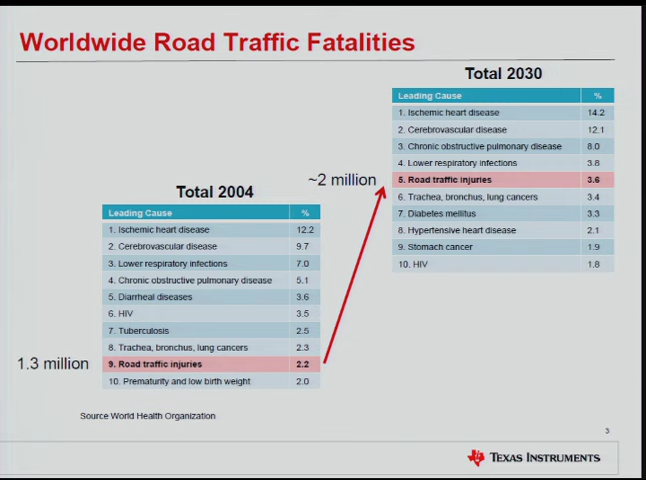 Worldwide Road Traffic Fatalities
Total 2030
Leading Cause %
1. Ischemic heart disease 14.2
2. Cerebrovascular disease 12.1
3. Chronic obstructive pulmonary disease 8.0
4. Lower respiratory infections 3.8
~2 million
5. Road traffic injuries 3.6
6. Trachea, bronchus, lung cancers 3.4
7. Diabetes mellitus 3.3
8. Hypertensive heart disease 2.1
9. Stomach cancer 1.9
10. HIV 1.8
Total 2004
Leading Cause %
1. Ischemic heart disease 12.2
2. Cerebrovascular disease 9.7
3. Lower respiratory infections 7.0
4. Chronic obstructive pulmonary disease 5.1
5. Diarrheal diseases 3.6
6. HIV 3.5
7. Tuberculosis 2.5
8. Trachea, bronchus, lung cancers 2.3
1.3 million
9. Road traffic injuries 2.2
10. Prematurity and low birth weight 2.0
Source World Health Organization
3
TEXAS INSTRUMENTS